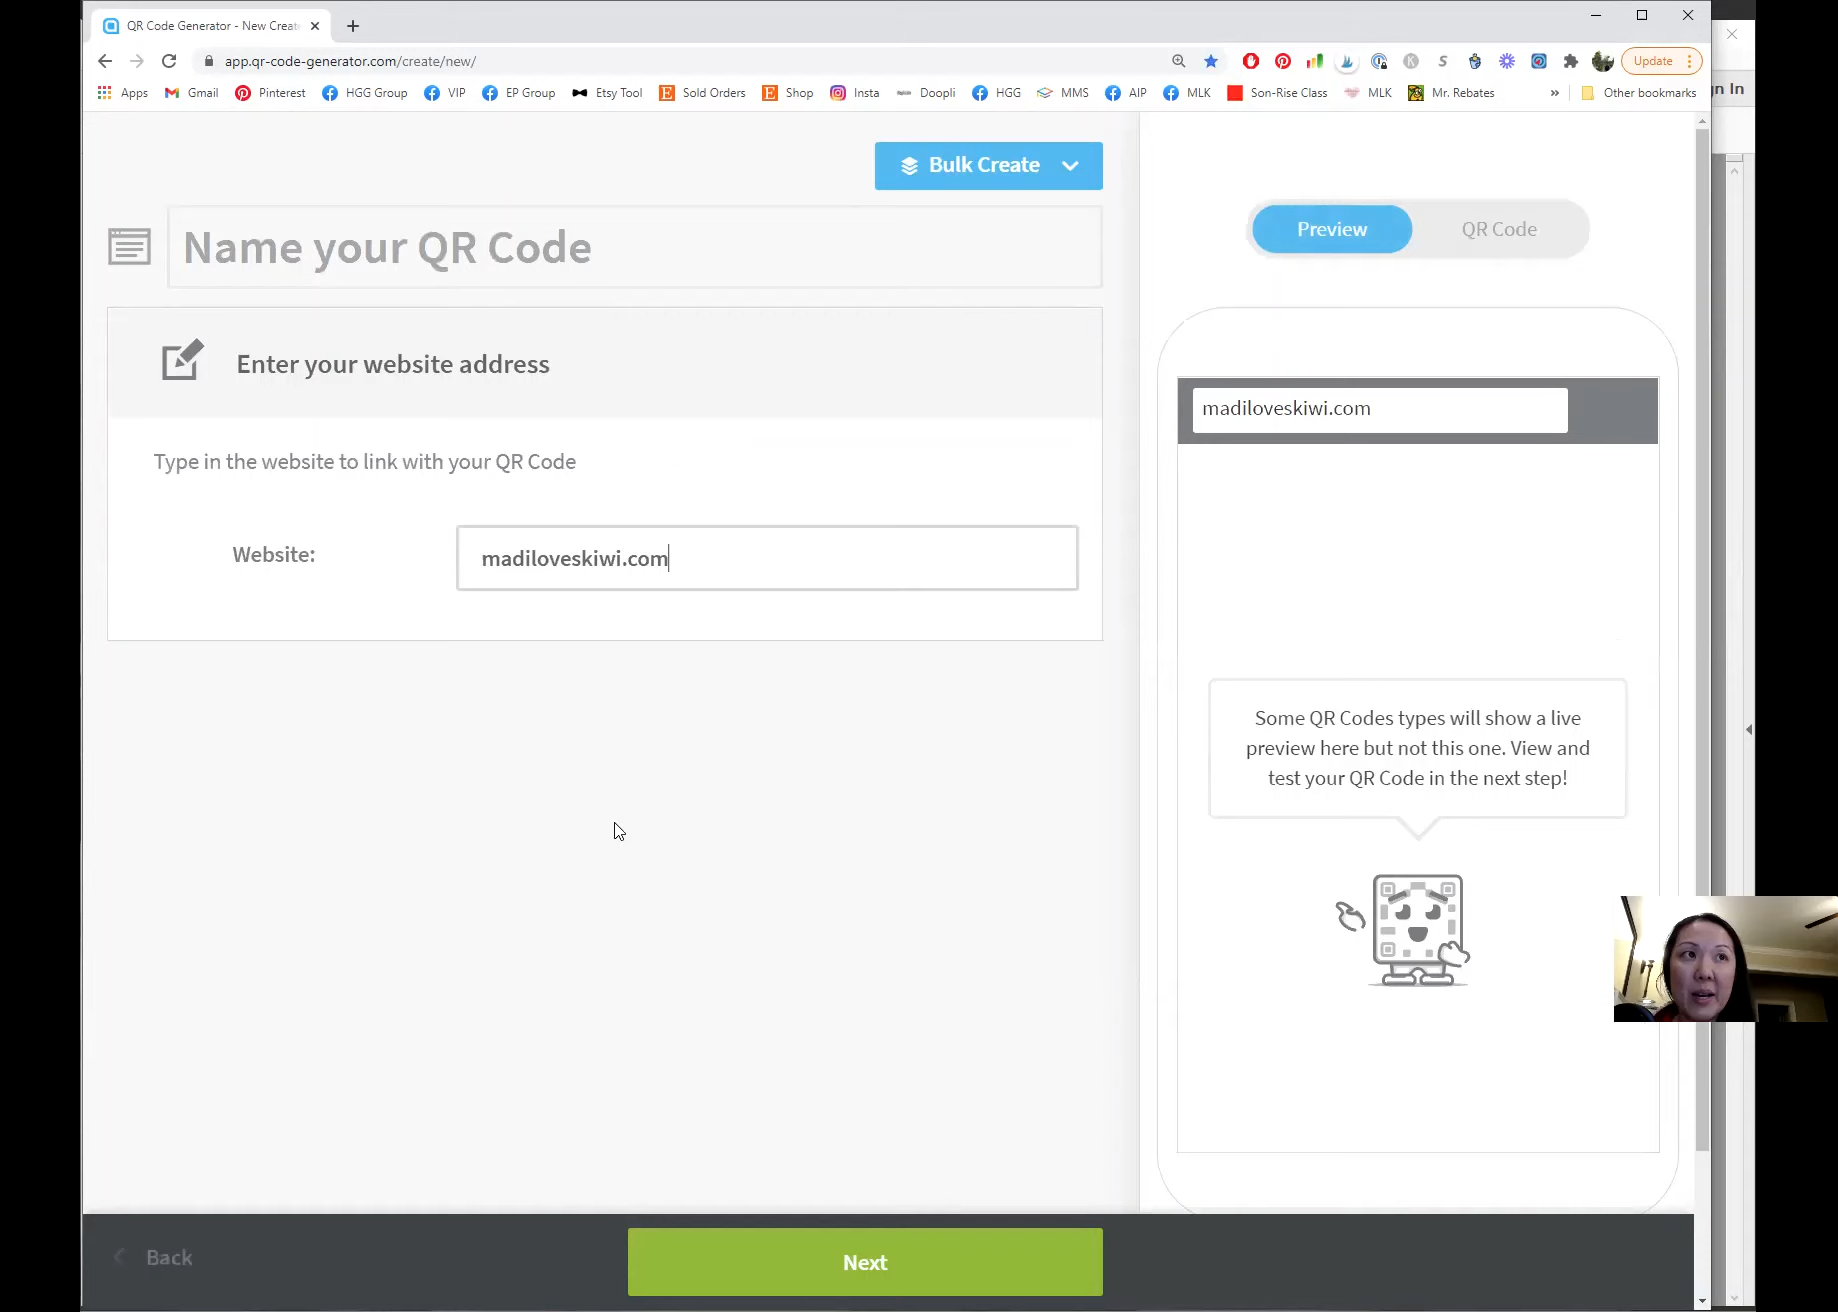 QR Code Generator - New Creat
app.qr-code-generator.com/create/new/
Update
Apps Gmail Pinterest HGG Group VIP EP Group Etsy Tool Sold Orders Shop Insta Doopli HGG MMS AIP MLK Son-Rise Class MLK Mr. Rebates » Other bookmarks
gn In
Bulk Create
Name your QR Code
Enter your website address
Type in the website to link with your QR Code
Website:
madiloveskiwi.com
Preview
QR Code
madiloveskiwi.com
Some QR Codes types will show a live
preview here but not this one. View and
test your QR Code in the next step!
Back
Next